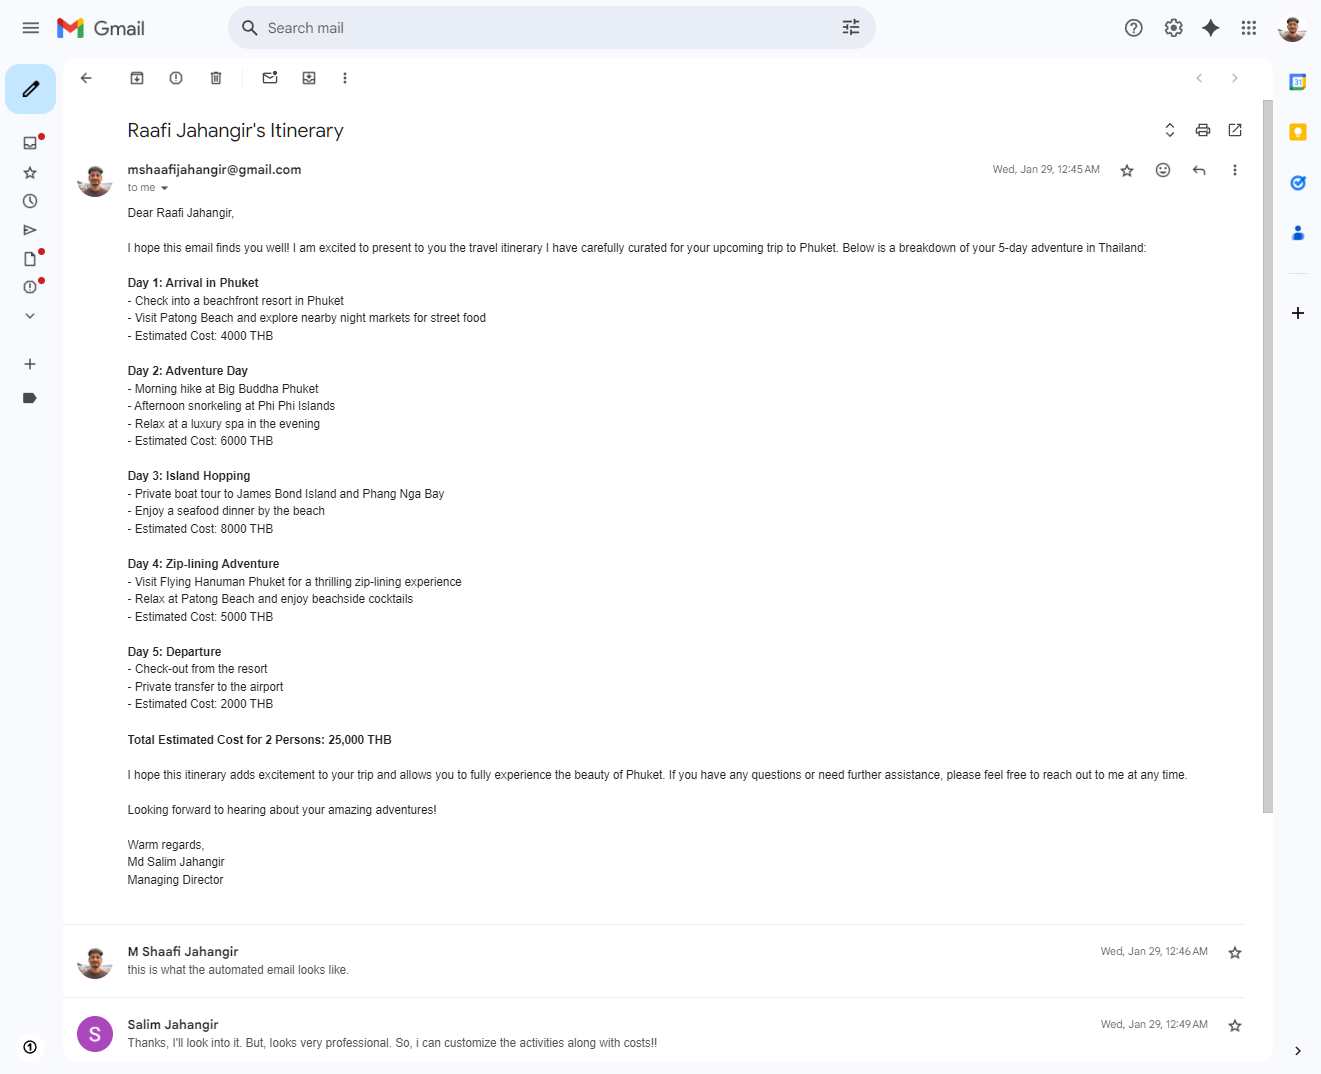 Gmail
Search mail
31
Raafi Jahangir's Itinerary
mshaafijahangir@gmail.com
Wed, Jan 29, 12:45 AM
to me
Dear Raafi Jahangir,
I hope this email finds you well! I am excited to present to you the travel itinerary I have carefully curated for your upcoming trip to Phuket. Below is a breakdown of your 5-day adventure in Thailand:
Day 1: Arrival in Phuket
- Check into a beachfront resort in Phuket
- Visit Patong Beach and explore nearby night markets for street food
- Estimated Cost: 4000 THB
Day 2: Adventure Day
- Morning hike at Big Buddha Phuket
- Afternoon snorkeling at Phi Phi Islands
- Relax at a luxury spa in the evening
- Estimated Cost: 6000 THB
Day 3: Island Hopping
- Private boat tour to James Bond Island and Phang Nga Bay
- Enjoy a seafood dinner by the beach
- Estimated Cost: 8000 THB
Day 4: Zip-lining Adventure
- Visit Flying Hanuman Phuket for a thrilling zip-lining experience
- Relax at Patong Beach and enjoy beachside cocktails
- Estimated Cost: 5000 THB
Day 5: Departure
- Check-out from the resort
- Private transfer to the airport
- Estimated Cost: 2000 THB
Total Estimated Cost for 2 Persons: 25,000 THB
I hope this itinerary adds excitement to your trip and allows you to fully experience the beauty of Phuket. If you have any questions or need further assistance, please feel free to reach out to me at any time.
Looking forward to hearing about your amazing adventures!
Warm regards,
Md Salim Jahangir
Managing Director
M Shaafi Jahangir
Wed, Jan 29, 12:46 AM
this is what the automated email looks like.
S
Salim Jahangir
Wed, Jan 29, 12:49 AM
Thanks, I'll look into it. But, looks very professional. So, i can customize the activities along with costs!!
1